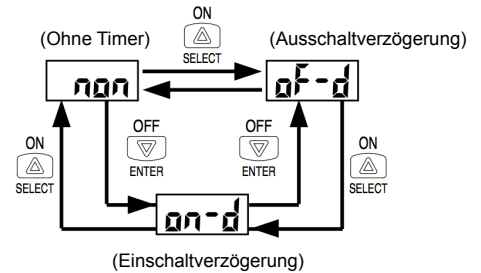 ON
(Ohne Timer)
(Ausschaltverzögerung)
SELECT
non
oF-d
ON
OFF
OFF
ON
SELECT
ENTER
ENTER
SELECT
on-d
(Einschaltverzögerung)